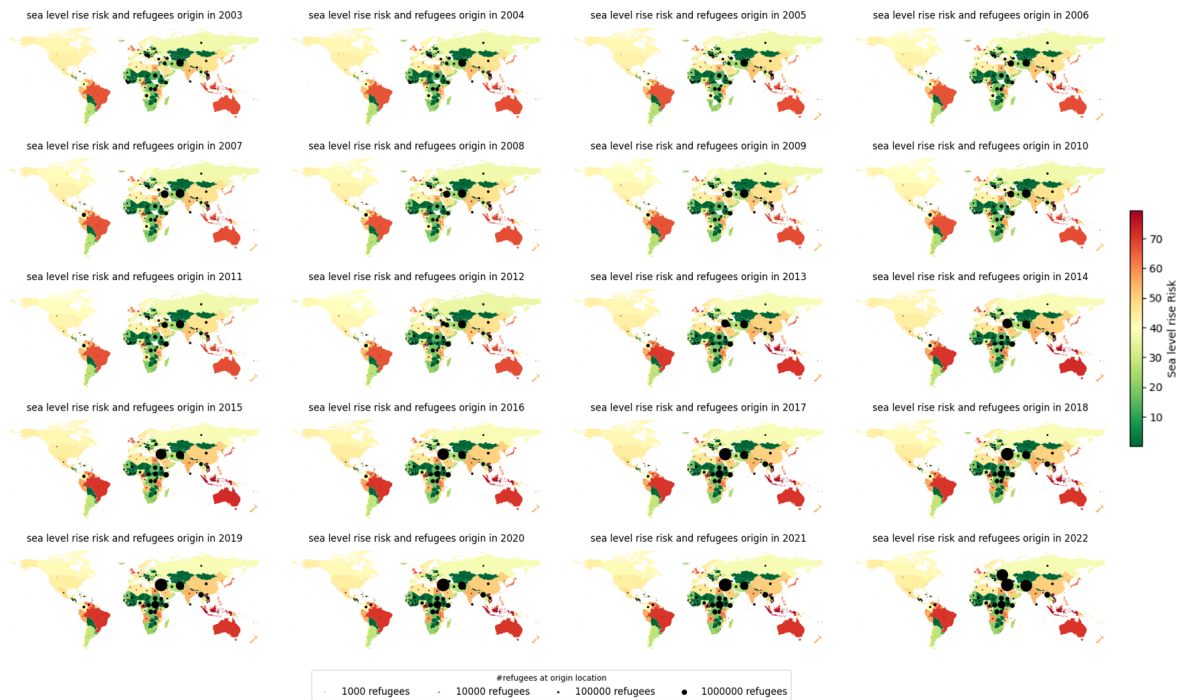 sea level rise risk and refugees origin in 2003
sea level rise risk and refugees origin in 2004
sea level rise risk and refugees origin in 2005
sea level rise risk and refugees origin in 2006
sea level rise risk and refugees origin in 2007
sea level rise risk and refugees origin in 2008
sea level rise risk and refugees origin in 2009
sea level rise risk and refugees origin in 2010
sea level rise risk and refugees origin in 2011
sea level rise risk and refugees origin in 2012
sea level rise risk and refugees origin in 2013
sea level rise risk and refugees origin in 2014
sea level rise risk and refugees origin in 2015
sea level rise risk and refugees origin in 2016
sea level rise risk and refugees origin in 2017
sea level rise risk and refugees origin in 2018
sea level rise risk and refugees origin in 2019
sea level rise risk and refugees origin in 2020
sea level rise risk and refugees origin in 2021
sea level rise risk and refugees origin in 2022
70
60
50
40
30
20
10
Sea level rise Risk
#refugees at origin location
1000 refugees
10000 refugees
100000 refugees
1000000 refugees